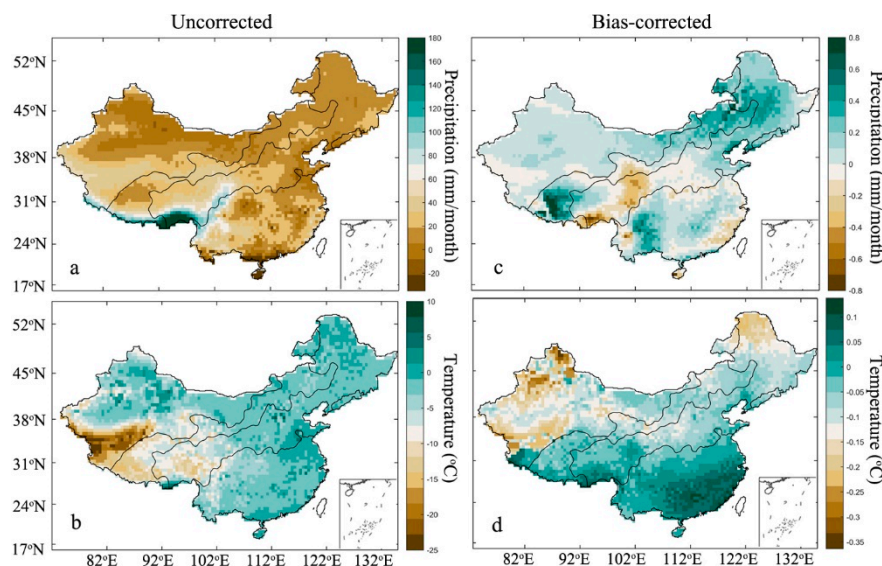 Uncorrected
Bias-corrected
52°N
45°N
38°N
31°N
24°N
17°N
a
180
160
140
120
100
80
60
40
20
0
-20
Precipitation (mm/month)
c
0.8
0.6
0.4
0.2
0
-0.2
-0.4
-0.6
-0.8
Precipitation (mm/month)
52°N
45°N
38°N
31°N
24°N
17°N
b
10
5
0
-5
-10
-15
-20
-25
Temperature (°C)
d
0.1
0.05
0
-0.05
-0.1
-0.15
-0.2
-0.25
-0.3
-0.35
Temperature (°C)
82°E 92°E 102°E 112°E 122°E 132°E
82°E 92°E 102°E 112°E 122°E 132°E